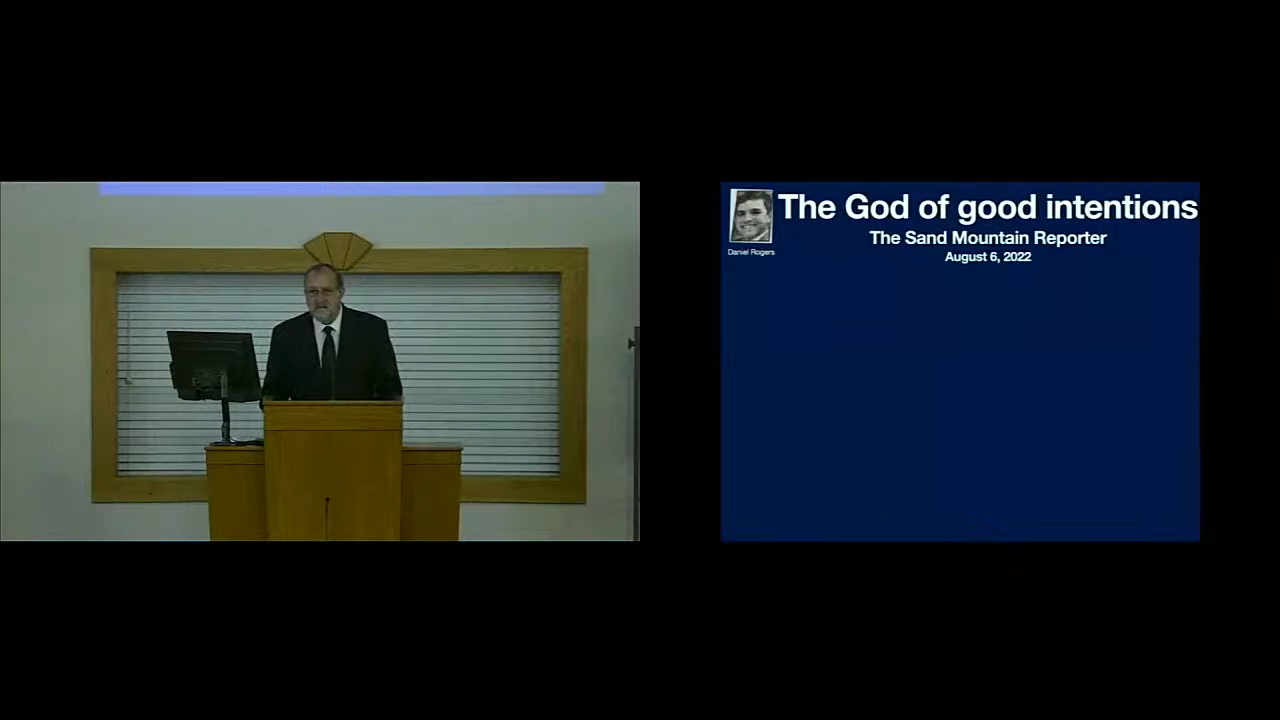 The God of good intentions
The Sand Mountain Reporter
August 6, 2022
Daniel Rogers